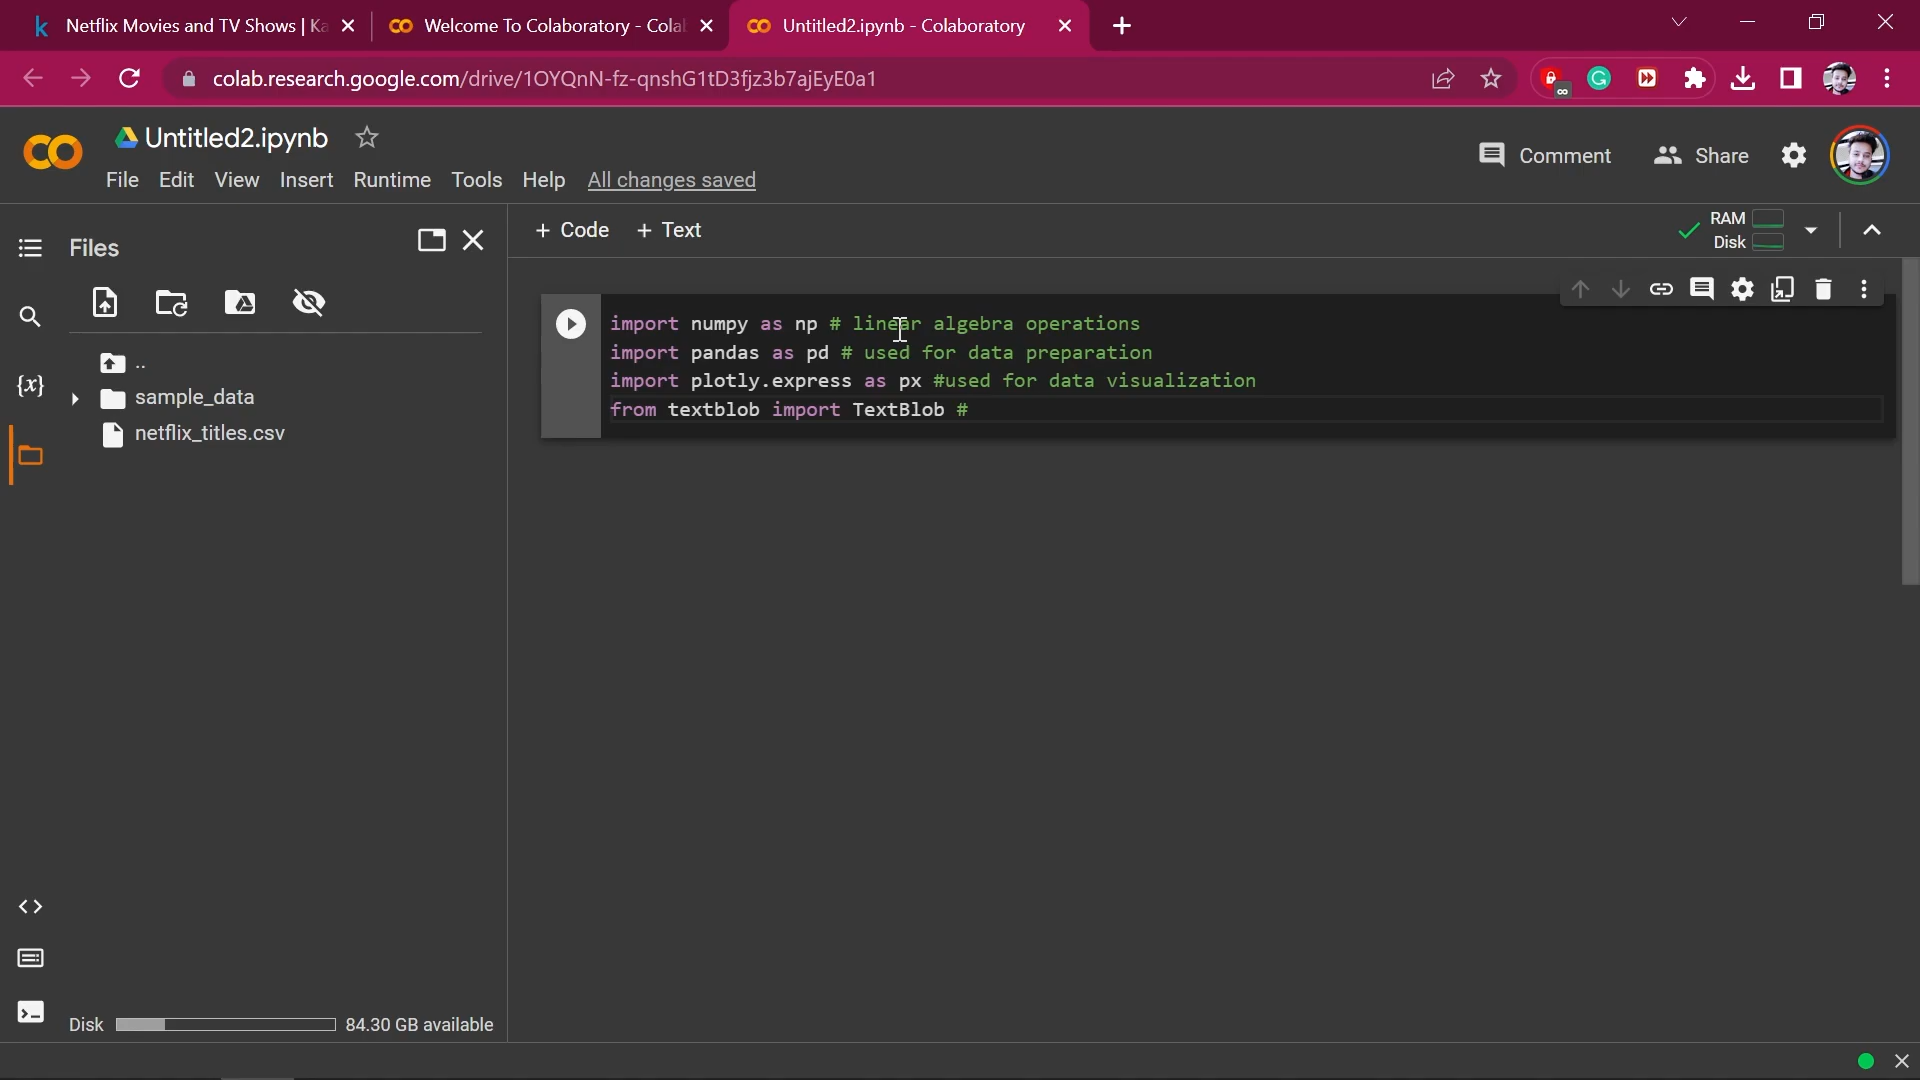 k Netflix Movies and TV Shows | Ka
Welcome To Colaboratory - Colab
Untitled2.ipynb - Colaboratory
colab.research.google.com/drive/1OYQnN-fz-qnshG1tD3fjz3b7ajEyE0a1
Untitled2.ipynb
File Edit View Insert Runtime Tools Help All changes saved
Comment
Share
Files
+ Code + Text
RAM
Disk
..
sample_data
netflix_titles.csv
import numpy as np # linear algebra operations
import pandas as pd # used for data preparation
import plotly.express as px #used for data visualization
from textblob import TextBlob #
Disk 84.30 GB available